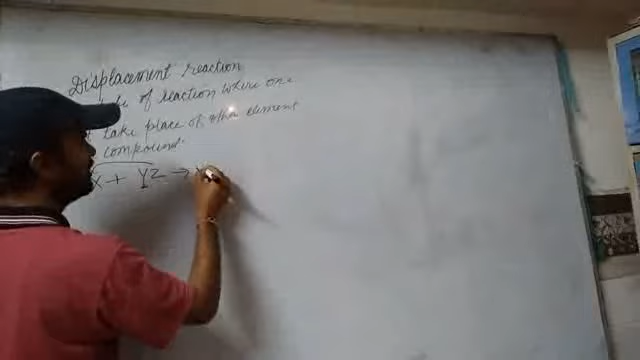 Displacement reaction
of reaction where one
take place of other element
compound.
X + YZ →